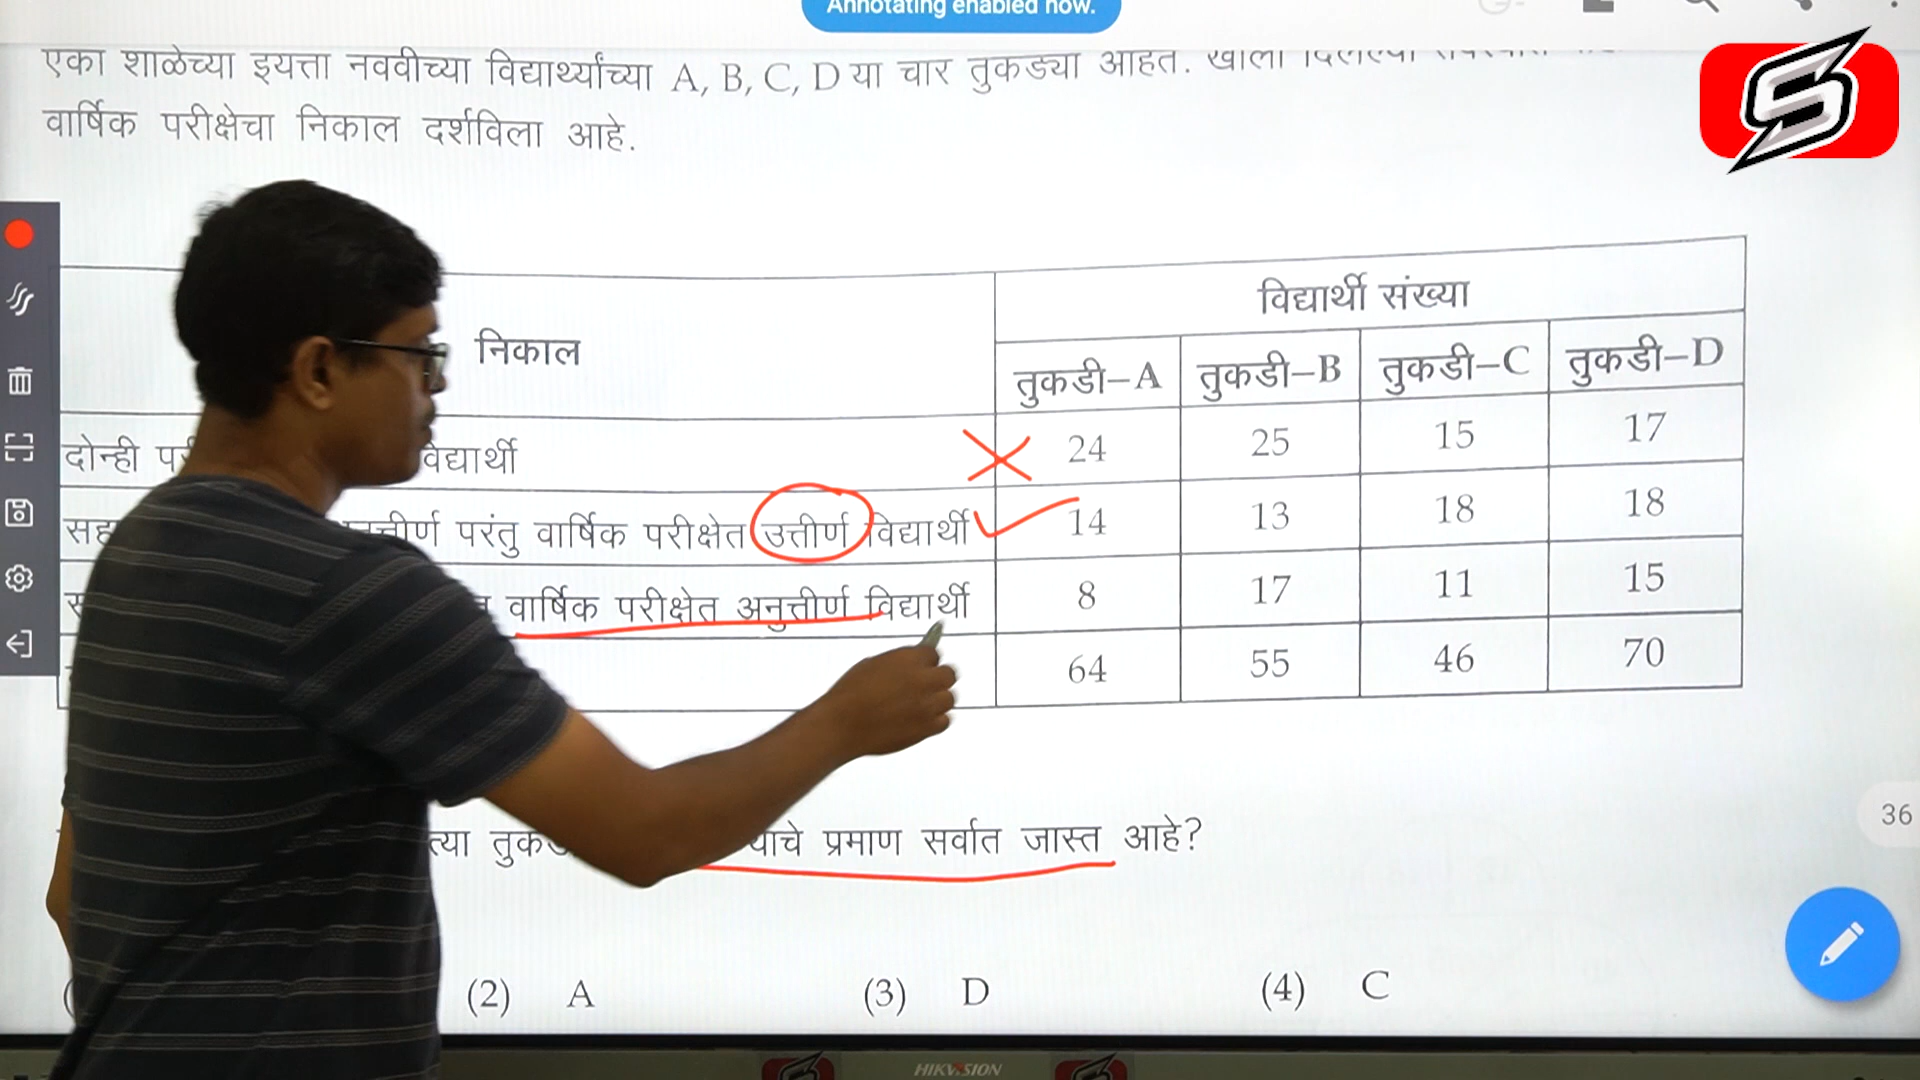 Annotating enabled now.
एका शाळेच्या इयत्ता नववीच्या विद्यार्थ्यांच्या A, B, C, D या चार तुकड्या आहेत. खाली दिलेल्या
वार्षिक परीक्षेचा निकाल दर्शविला आहे.
निकाल
विद्यार्थी संख्या
तुकडी-A तुकडी-B तुकडी-C तुकडी-D
दोन्ही विद्यार्थी 24 25 15 17
परंतु वार्षिक परीक्षेत उत्तीर्ण विद्यार्थी 14 13 18 18
वार्षिक परीक्षेत अनुत्तीर्ण विद्यार्थी 8 17 11 15
64 55 46 70
36
प्रमाण सर्वात जास्त आहे?
(2) A (3) D (4) C
HIKVISION